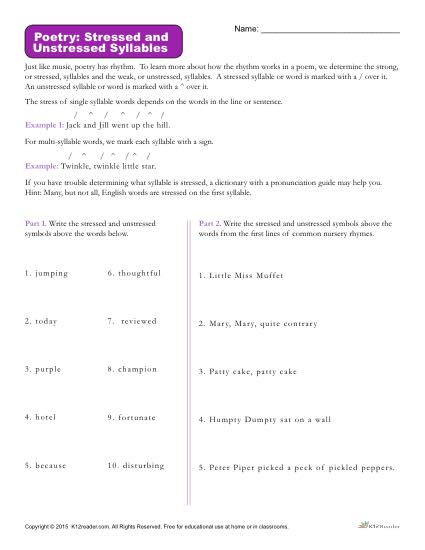 Poetry: Stressed and
Unstressed Syllables
Name: ______________________
Just like music, poetry has rhythm. To learn more about how the rhythm works in a poem, we determine the strong,
or stressed, syllables and the weak, or unstressed, syllables. A stressed syllable or word is marked with a / over it.
An unstressed syllable or word is marked with a ^ over it.
The stress of single syllable words depends on the words in the line or sentence.
/ ^ / ^ / ^ /
Example 1: Jack and Jill went up the hill.
For multi-syllable words, we mark each syllable with a sign.
/ ^ / ^ / ^ /
Example: Twinkle, twinkle little star.
If you have trouble determining what syllable is stressed, a dictionary with a pronunciation guide may help you.
Hint: Many, but not all, English words are stressed on the first syllable.
Part 1. Write the stressed and unstressed
symbols above the words below.
1. jumping
6. thoughtful
2. today
7. reviewed
3. purple
8. champion
4. hotel
9. fortunate
5. because
10. disturbing
Part 2. Write the stressed and unstressed symbols above the
words from the first lines of common nursery rhymes.
1. Little Miss Muffet
2. Mary, Mary, quite contrary
3. Patty cake, patty cake
4. Humpty Dumpty sat on a wall
5. Peter Piper picked a peck of pickled peppers.
Copyright © 2015 K12reader.com. All Rights Reserved. Free for educational use at home or in classrooms.
K12Reader